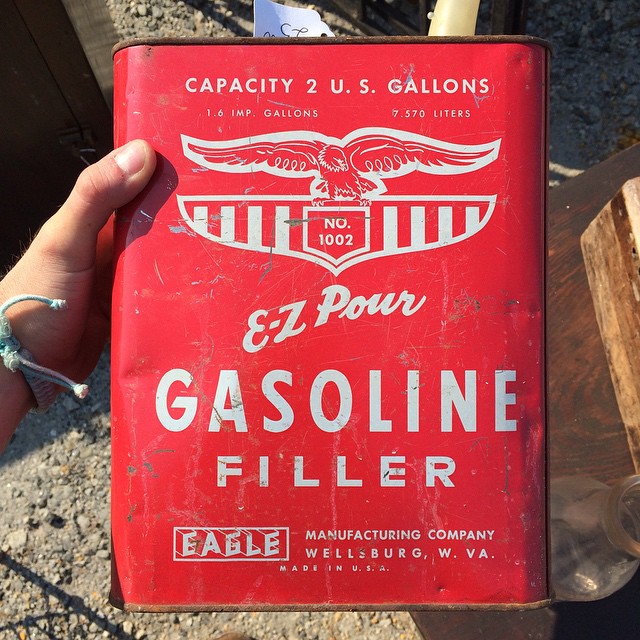 CAPACITY 2 U. S. GALLONS
1.6 IMP. GALLONS 7.570 LITERS
NO.
1002
E-Z Pour
GASOLINE
FILLER
EAGLE
MANUFACTURING COMPANY
WELLSBURG, W. VA.
MADE IN U.S.A.